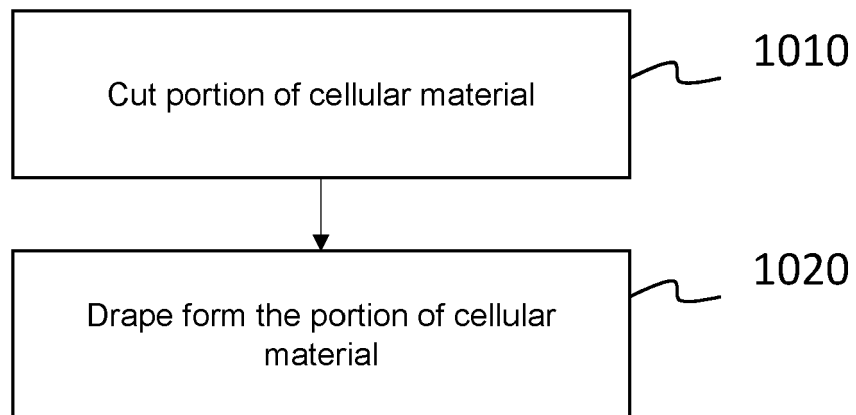 Cut portion of cellular material
1010
Drape form the portion of cellular
material
1020